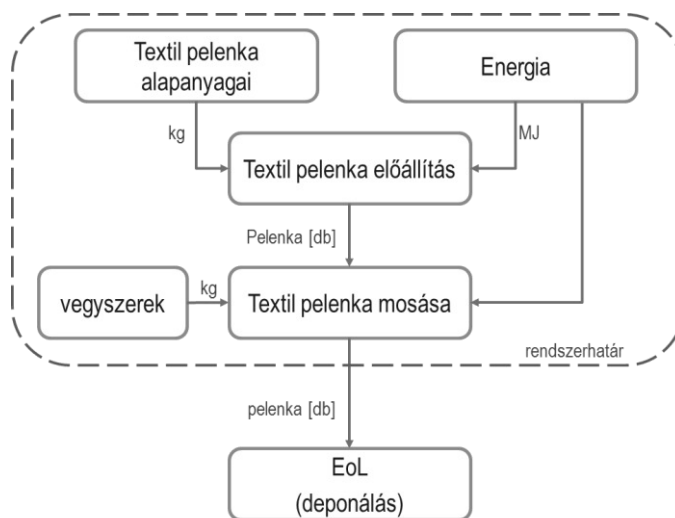 Textil pelenka
alapanyagai
Energia
kg
MJ
Textil pelenka előállítás
Pelenka [db]
vegyszerek
kg
Textil pelenka mosása
rendszerhatár
pelenka [db]
EoL
(deponálás)